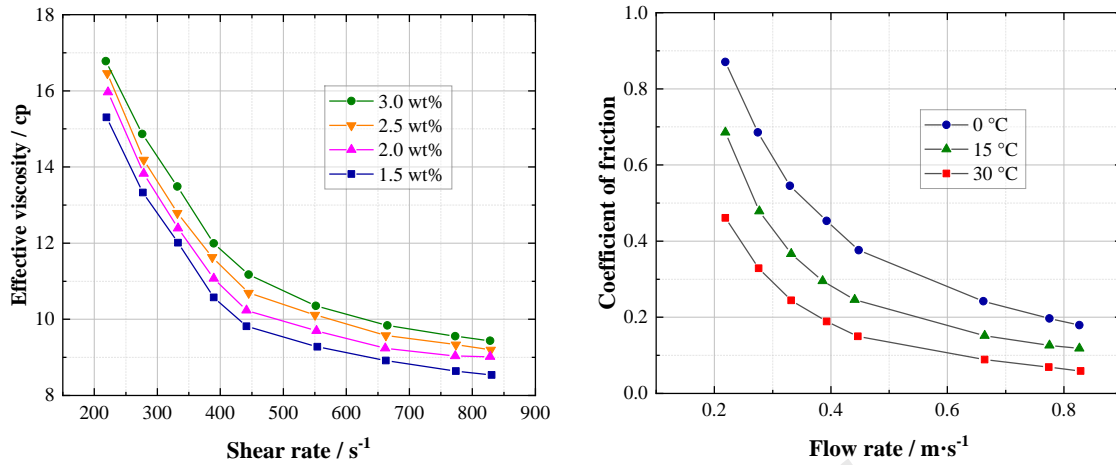 18
16
14
12
10
8
Effective viscosity / cp
3.0 wt%
2.5 wt%
2.0 wt%
1.5 wt%
200 300 400 500 600 700 800 900
Shear rate / s⁻¹
1.0
0.8
0.6
0.4
0.2
0.0
Coefficient of friction
0 °C
15 °C
30 °C
0.2 0.4 0.6 0.8
Flow rate / m·s⁻¹